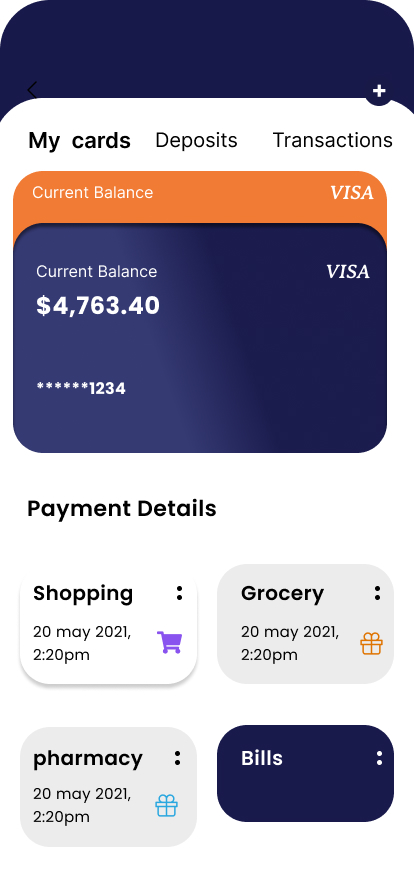 +
My cards Deposits Transactions
Current Balance VISA
Current Balance VISA
$4,763.40
******1234
Payment Details
Shopping
20 may 2021,
2:20pm
Grocery
20 may 2021,
2:20pm
pharmacy
20 may 2021,
2:20pm
Bills